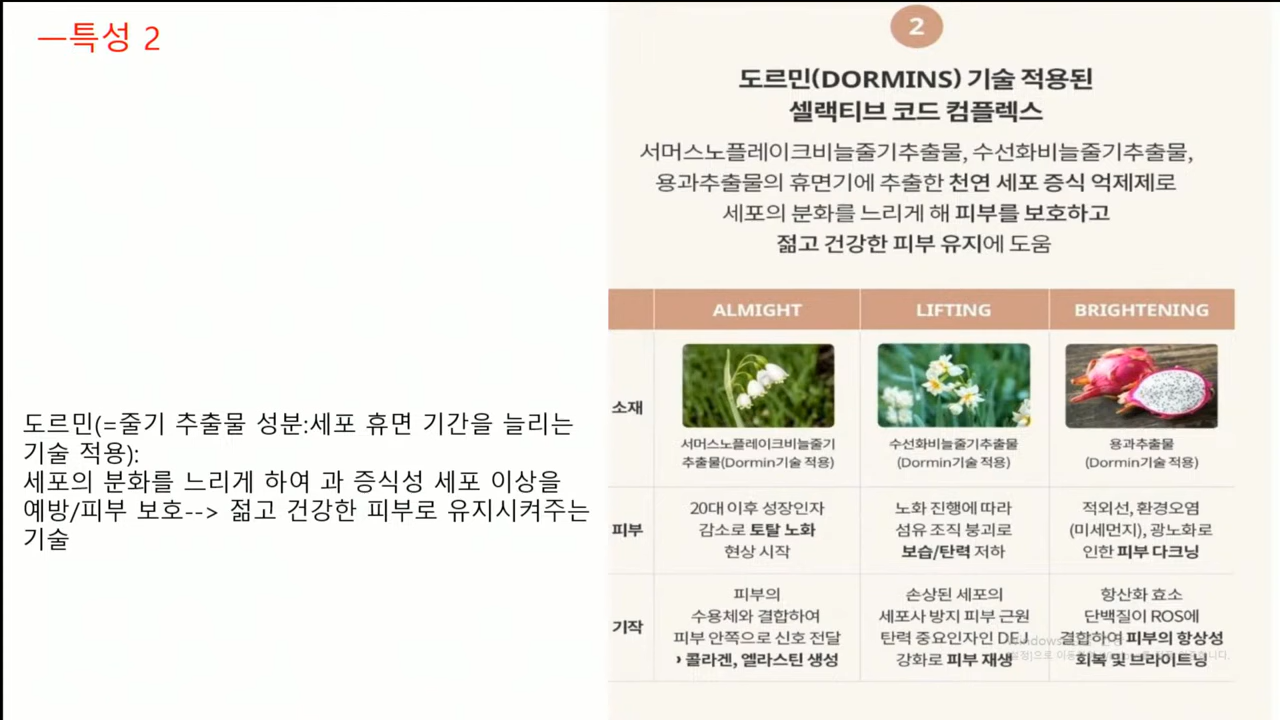 —특성 2
도르민(=줄기 추출물 성분:세포 휴면 기간을 늘리는
기술 적용):
세포의 분화를 느리게 하여 과 증식성 세포 이상을
예방/피부 보호--> 젊고 건강한 피부로 유지시켜주는
기술
2
도르민(DORMINS) 기술 적용된
셀랙티브 코드 컴플렉스
서머스노플레이크비늘줄기추출물, 수선화비늘줄기추출물,
용과추출물의 휴면기에 추출한 천연 세포 증식 억제제로
세포의 분화를 느리게 해 피부를 보호하고
젊고 건강한 피부 유지에 도움
ALMIGHT LIFTING BRIGHTENING
소재
서머스노플레이크비늘줄기
추출물(Dormin기술 적용)
수선화비늘줄기추출물
(Dormin기술 적용)
용과추출물
(Dormin기술 적용)
피부
20대 이후 성장인자
감소로 토탈 노화
현상 시작
노화 진행에 따라
섬유 조직 붕괴로
보습/탄력 저하
적외선, 환경오염
(미세먼지), 광노화로
인한 피부 다크닝
기작
피부의
수용체와 결합하여
피부 안쪽으로 신호 전달
› 콜라겐, 엘라스틴 생성
손상된 세포의
세포사 방지 피부 근원
탄력 중요인자인 DEJ
강화로 피부 재생
항산화 효소
단백질이 ROS에
결합하여 피부의 항상성
회복 및 브라이트닝
Windows